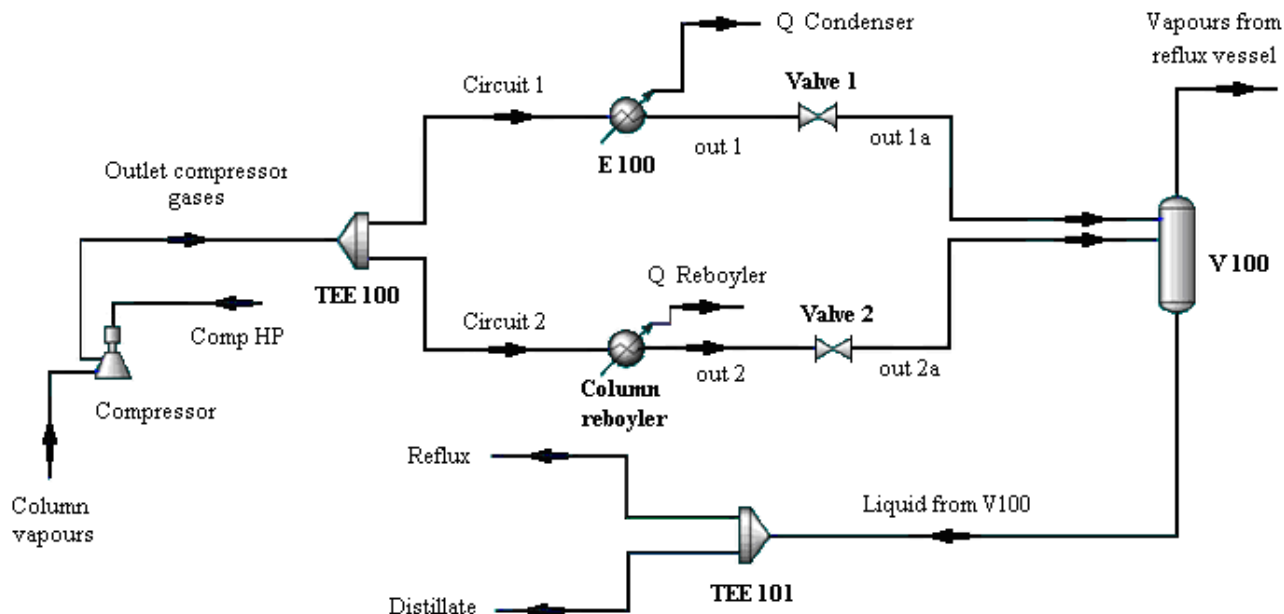 Q Condenser
Vapours from
reflux vessel
Circuit 1
Valve 1
out 1
out 1a
E 100
Outlet compressor
gases
TEE 100
V 100
Q Reboyler
Comp HP
Circuit 2
Valve 2
out 2
out 2a
Column
reboyler
Compressor
Reflux
Column
vapours
Liquid from V100
TEE 101
Distillate